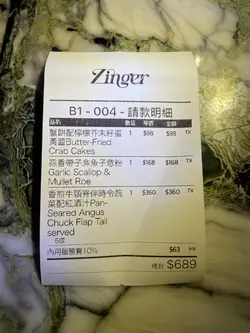 Zinger
B1 - 004 - 請款明細
品名 數量 單價 金額
蟹餅配檸檬芥末籽蛋 1 $98 $98 TX
黃醬Butter-Fried
Crab Cakes
蒜香帶子烏魚子意粉 1 $168 $168 TX
Garlic Scallop &
Mullet Roe
香煎牛頸脊伴時令蔬 1 $360 $360 TX
菜配紅酒汁Pan-
Seared Angus
Chuck Flap Tail
served
5成
內用服務費10% $63
總計 $689